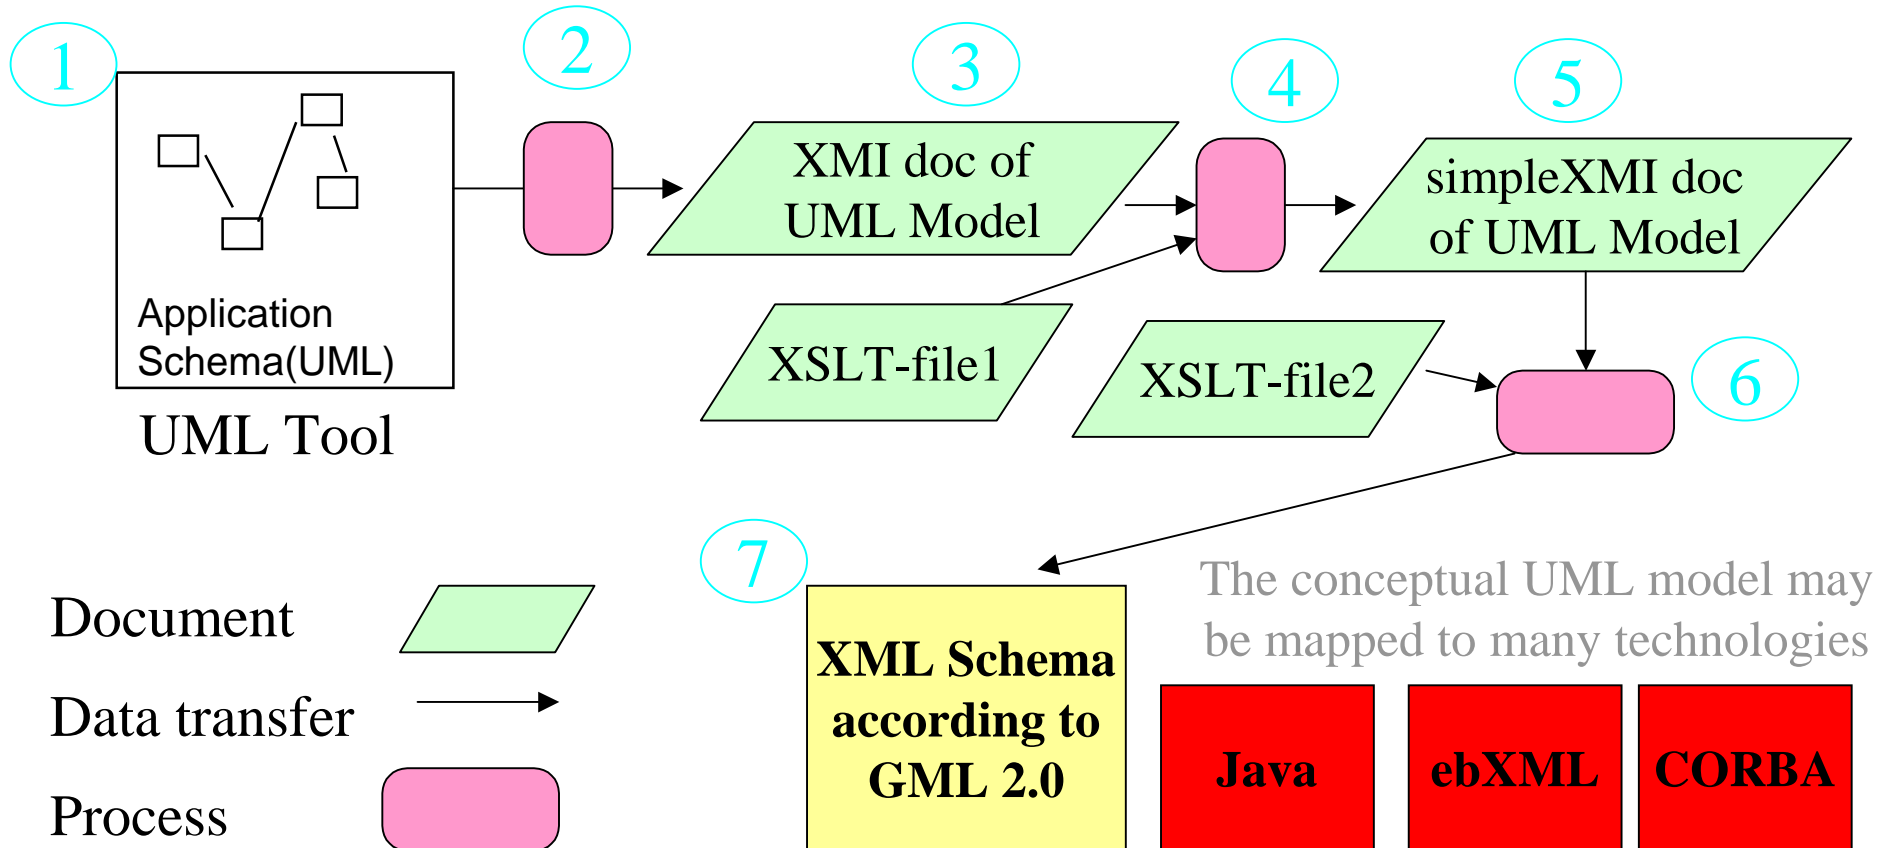 1
2
3
4
5
XMI doc of
UML Model
simpleXMI doc
of UML Model
Application
Schema(UML)
UML Tool
XSLT-file1
XSLT-file2
6
7
The conceptual UML model may
be mapped to many technologies
Document
Data transfer
Process
XML Schema
according to
GML 2.0
Java
ebXML
CORBA